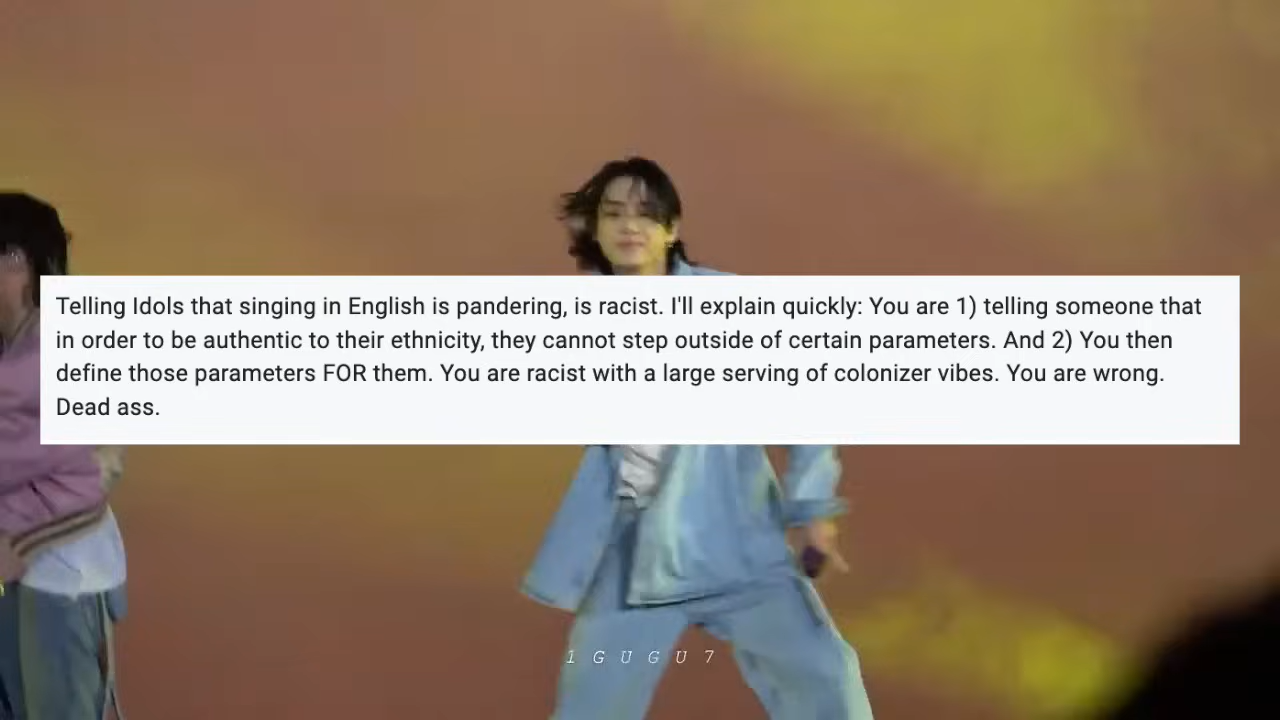 Telling Idols that singing in English is pandering, is racist. I'll explain quickly: You are 1) telling someone that
in order to be authentic to their ethnicity, they cannot step outside of certain parameters. And 2) You then
define those parameters FOR them. You are racist with a large serving of colonizer vibes. You are wrong.
Dead ass.
1 G U G U 7